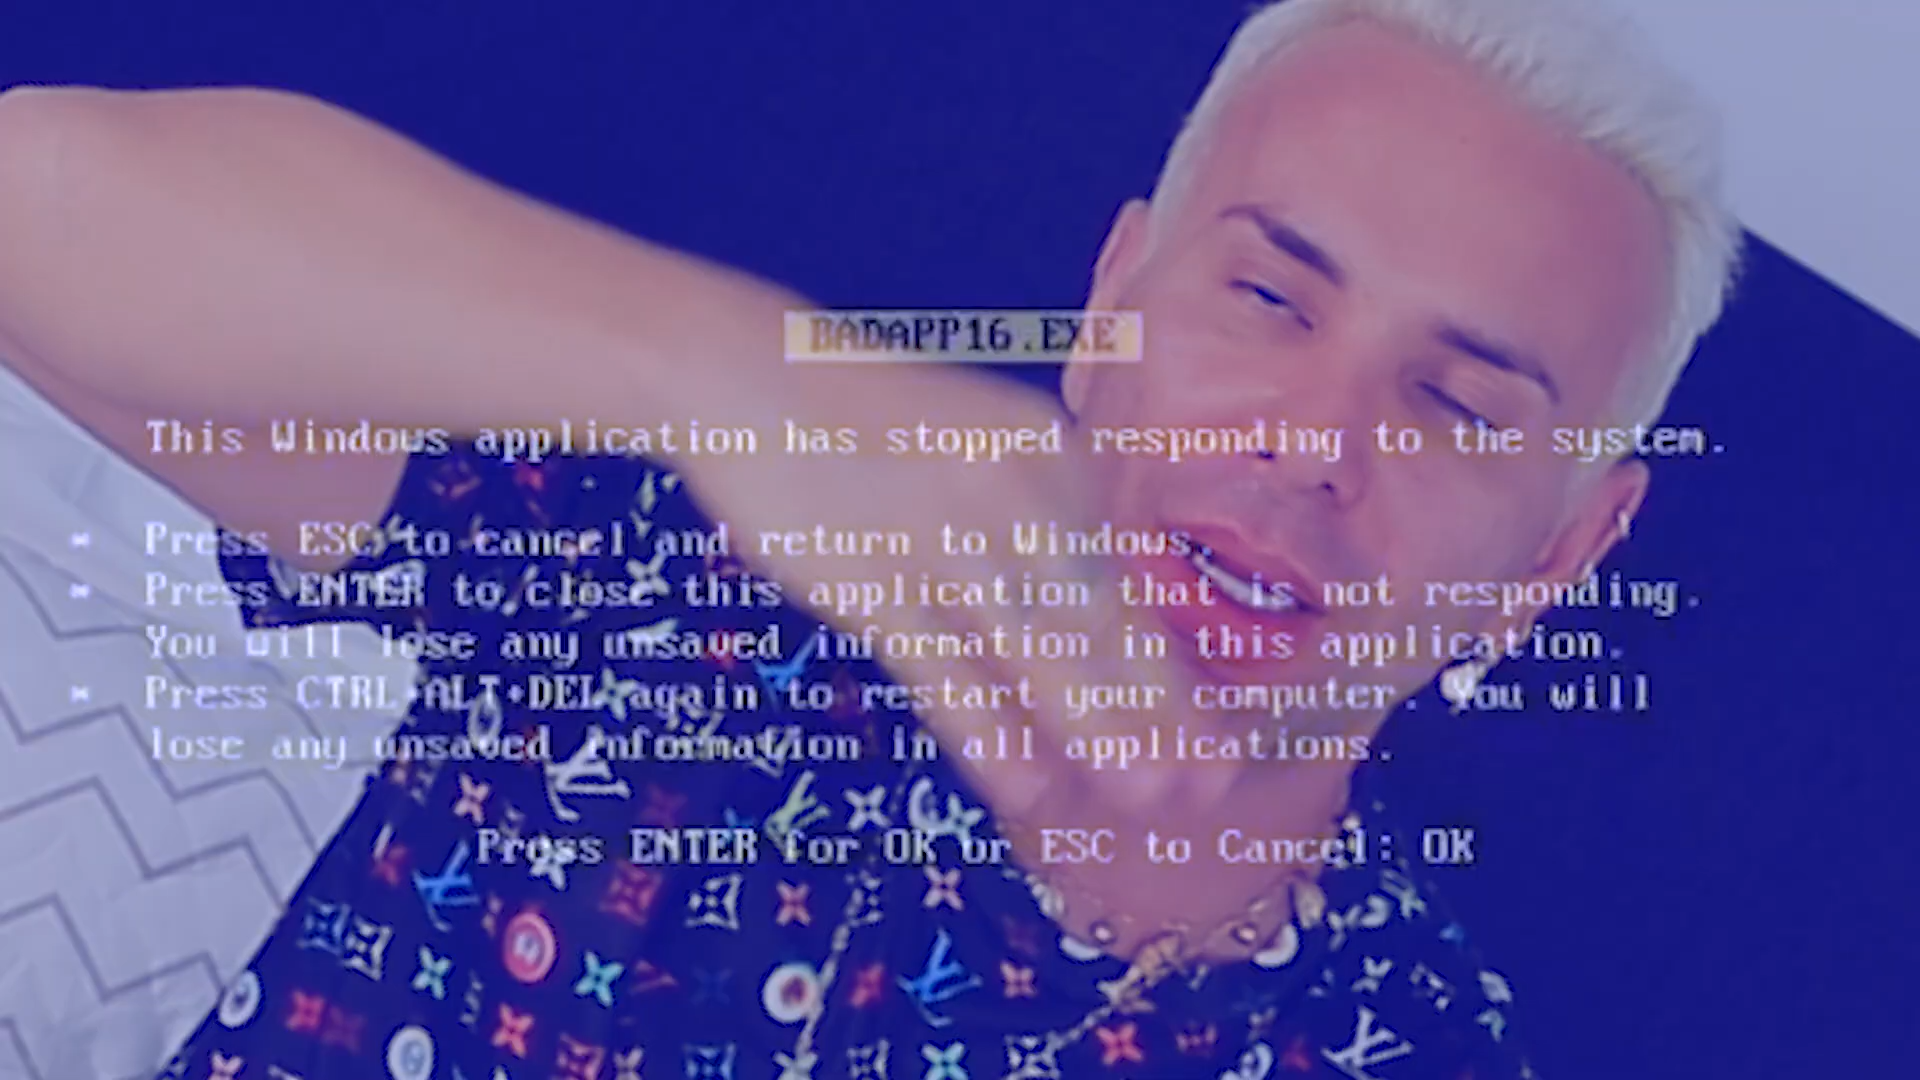 BADAPP16.EXE
This Windows application has stopped responding to the system.
* Press ESC to cancel and return to Windows.
* Press ENTER to close this application that is not responding.
You will lose any unsaved information in this application.
* Press CTRL+ALT+DEL again to restart your computer. You will
lose any unsaved information in all applications.
Press ENTER for OK or ESC to Cancel: OK